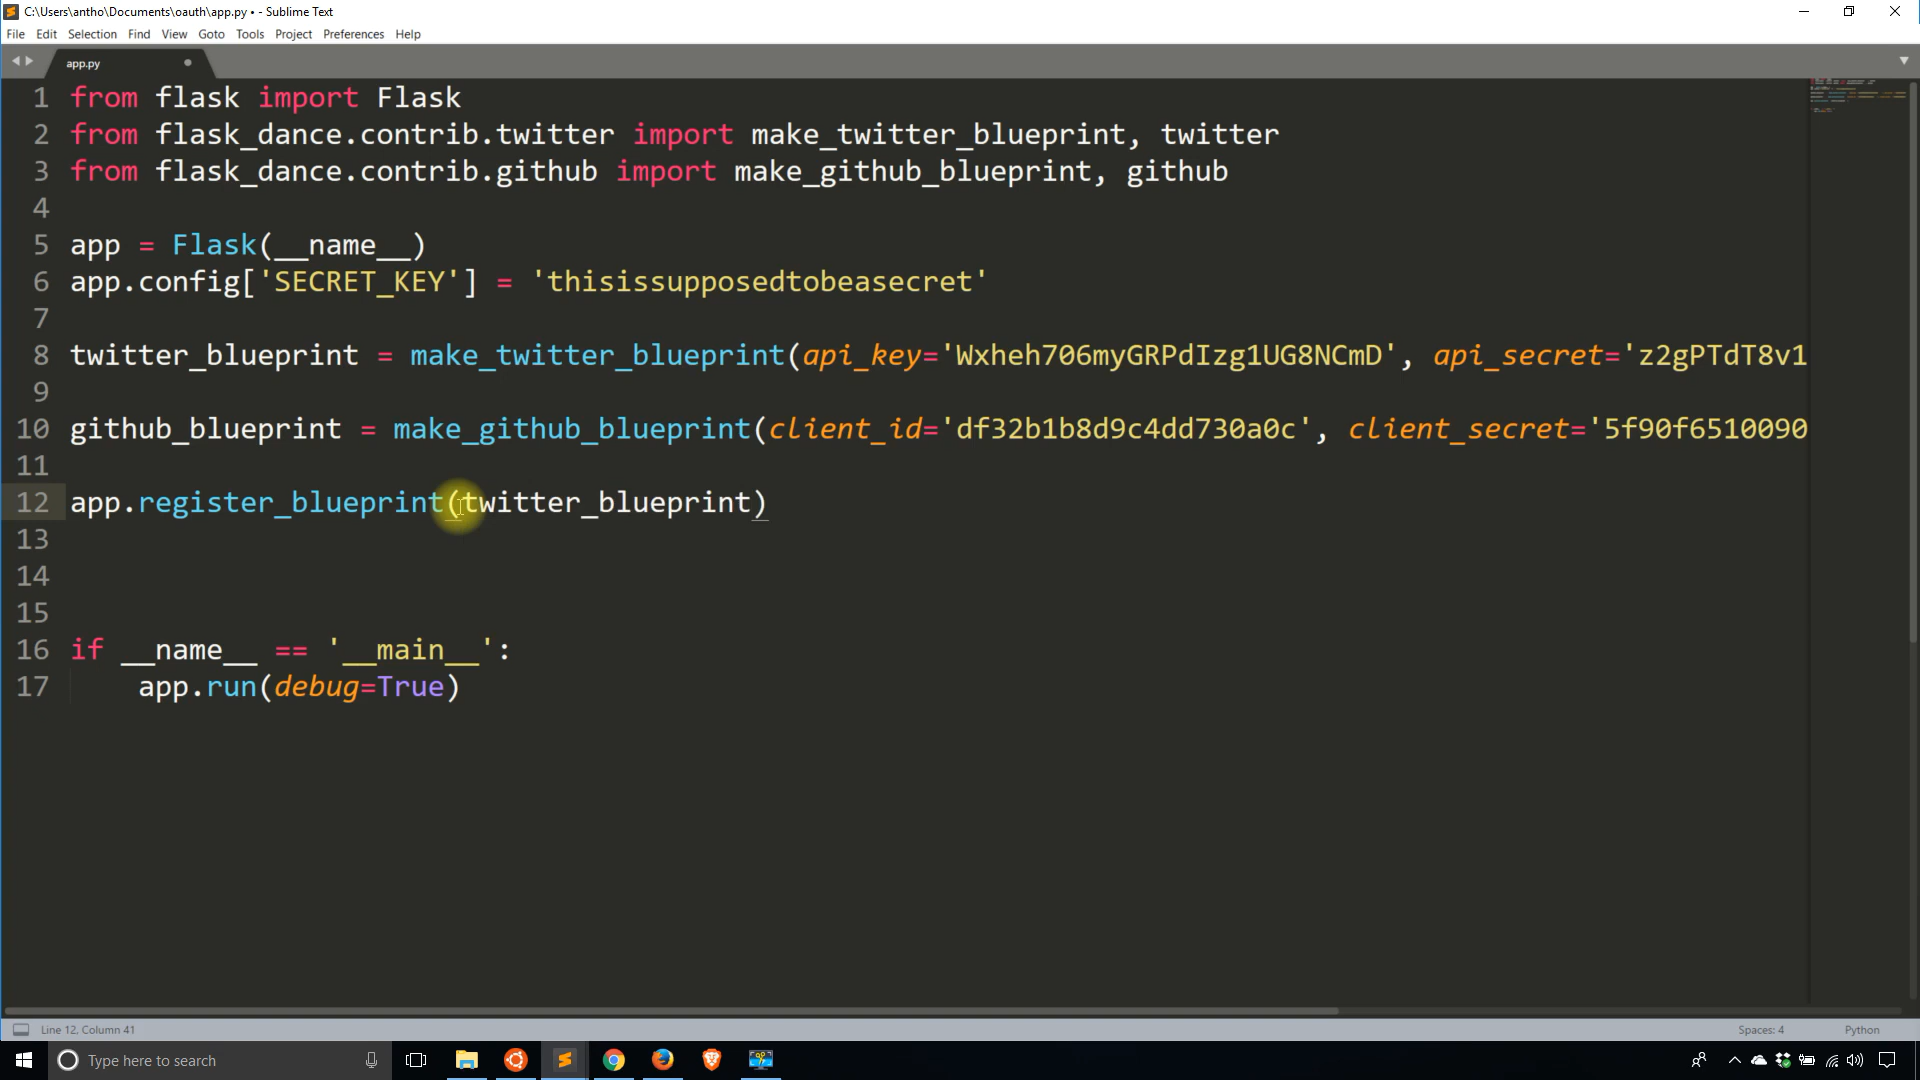 C:\Users\antho\Documents\oauth\app.py • - Sublime Text
File Edit Selection Find View Goto Tools Project Preferences Help
app.py
1 from flask import Flask
2 from flask_dance.contrib.twitter import make_twitter_blueprint, twitter
3 from flask_dance.contrib.github import make_github_blueprint, github
4
5 app = Flask(__name__)
6 app.config['SECRET_KEY'] = 'thisissupposedtobeasecret'
7
8 twitter_blueprint = make_twitter_blueprint(api_key='Wxheh706myGRPdIzg1UG8NCmD', api_secret='z2gPTdT8v1
9
10 github_blueprint = make_github_blueprint(client_id='df32b1b8d9c4dd730a0c', client_secret='5f90f6510090
11
12 app.register_blueprint(twitter_blueprint)
13
14
15
16 if __name__ == '__main__':
17     app.run(debug=True)
Line 12, Column 41
Spaces: 4
Python
Type here to search